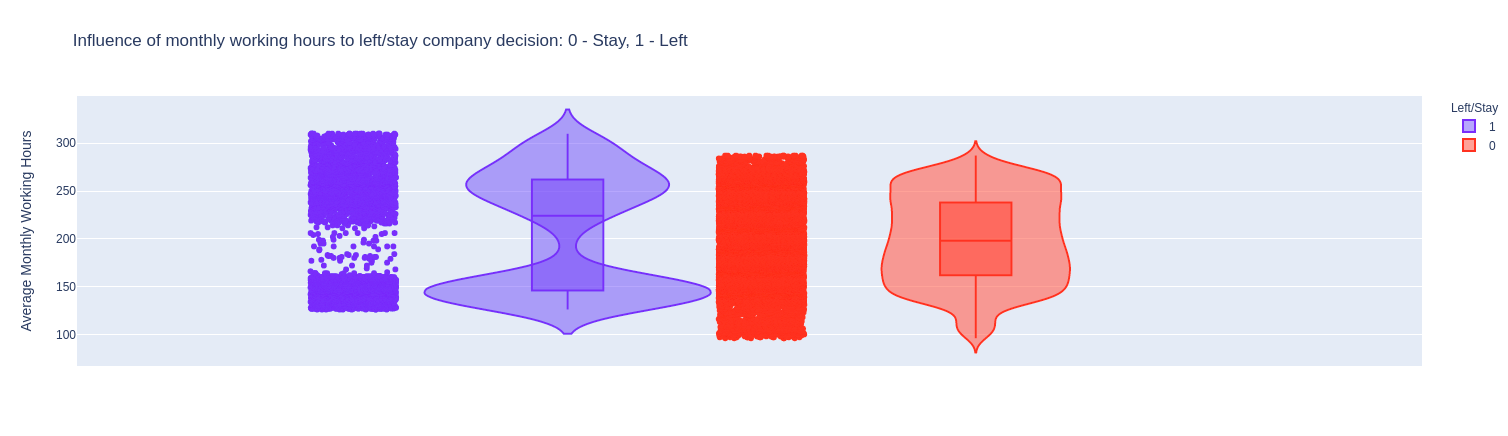 Influence of monthly working hours to left/stay company decision: 0 - Stay, 1 - Left
Left/Stay
1
0
Average Monthly Working Hours
300
250
200
150
100